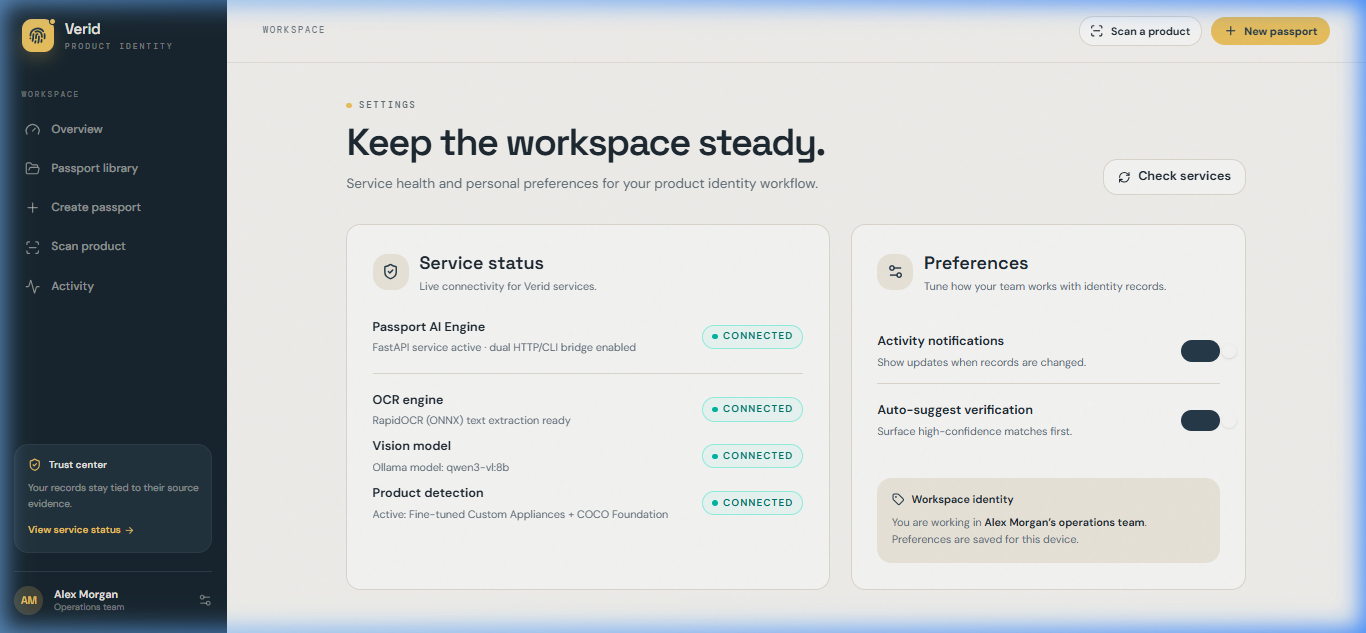 Verid
PRODUCT IDENTITY
WORKSPACE
Overview
Passport library
Create passport
Scan product
Activity
Trust center
Your records stay tied to their source
evidence.
View service status →
AM
Alex Morgan
Operations team
WORKSPACE
Scan a product
New passport
SETTINGS
Keep the workspace steady.
Service health and personal preferences for your product identity workflow.
Check services
Service status
Live connectivity for Verid services.
Passport AI Engine
FastAPI service active · dual HTTP/CLI bridge enabled
CONNECTED
OCR engine
RapidOCR (ONNX) text extraction ready
CONNECTED
Vision model
Ollama model: qwen3-vl:8b
CONNECTED
Product detection
Active: Fine-tuned Custom Appliances + COCO Foundation
CONNECTED
Preferences
Tune how your team works with identity records.
Activity notifications
Show updates when records are changed.
Auto-suggest verification
Surface high-confidence matches first.
Workspace identity
You are working in Alex Morgan's operations team.
Preferences are saved for this device.